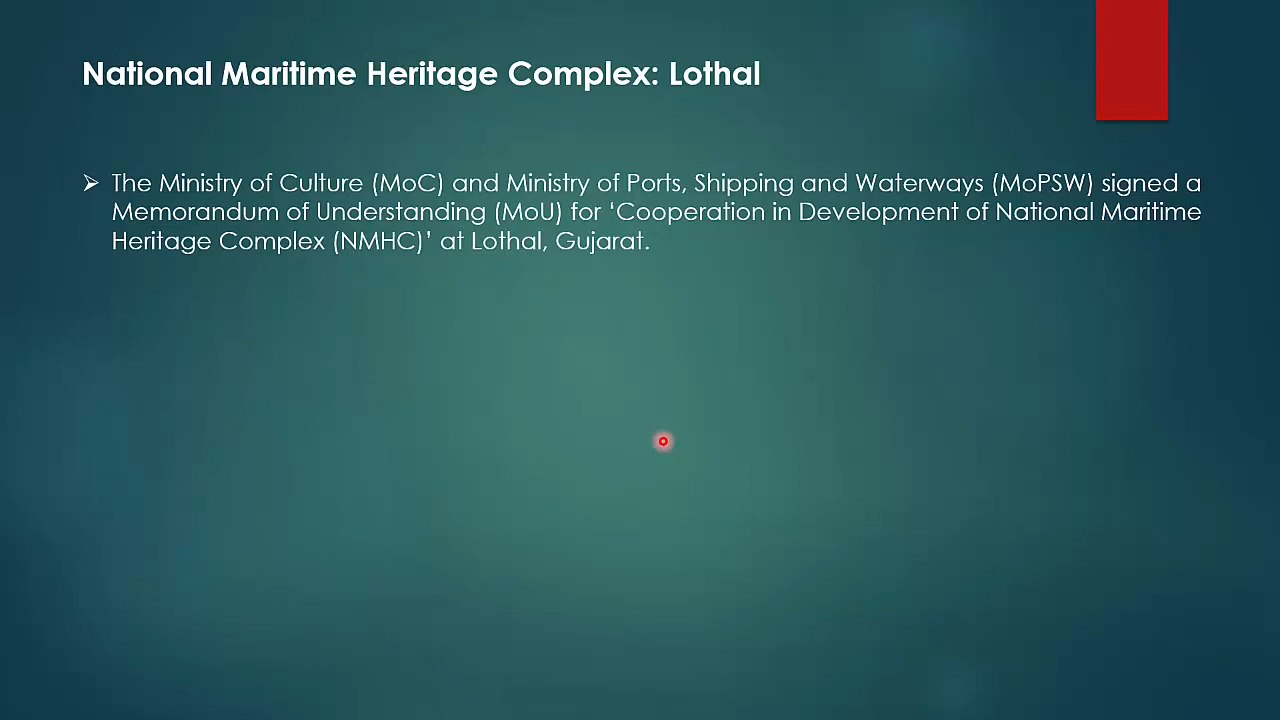 National Maritime Heritage Complex: Lothal
The Ministry of Culture (MoC) and Ministry of Ports, Shipping and Waterways (MoPSW) signed a
Memorandum of Understanding (MoU) for ‘Cooperation in Development of National Maritime
Heritage Complex (NMHC)’ at Lothal, Gujarat.